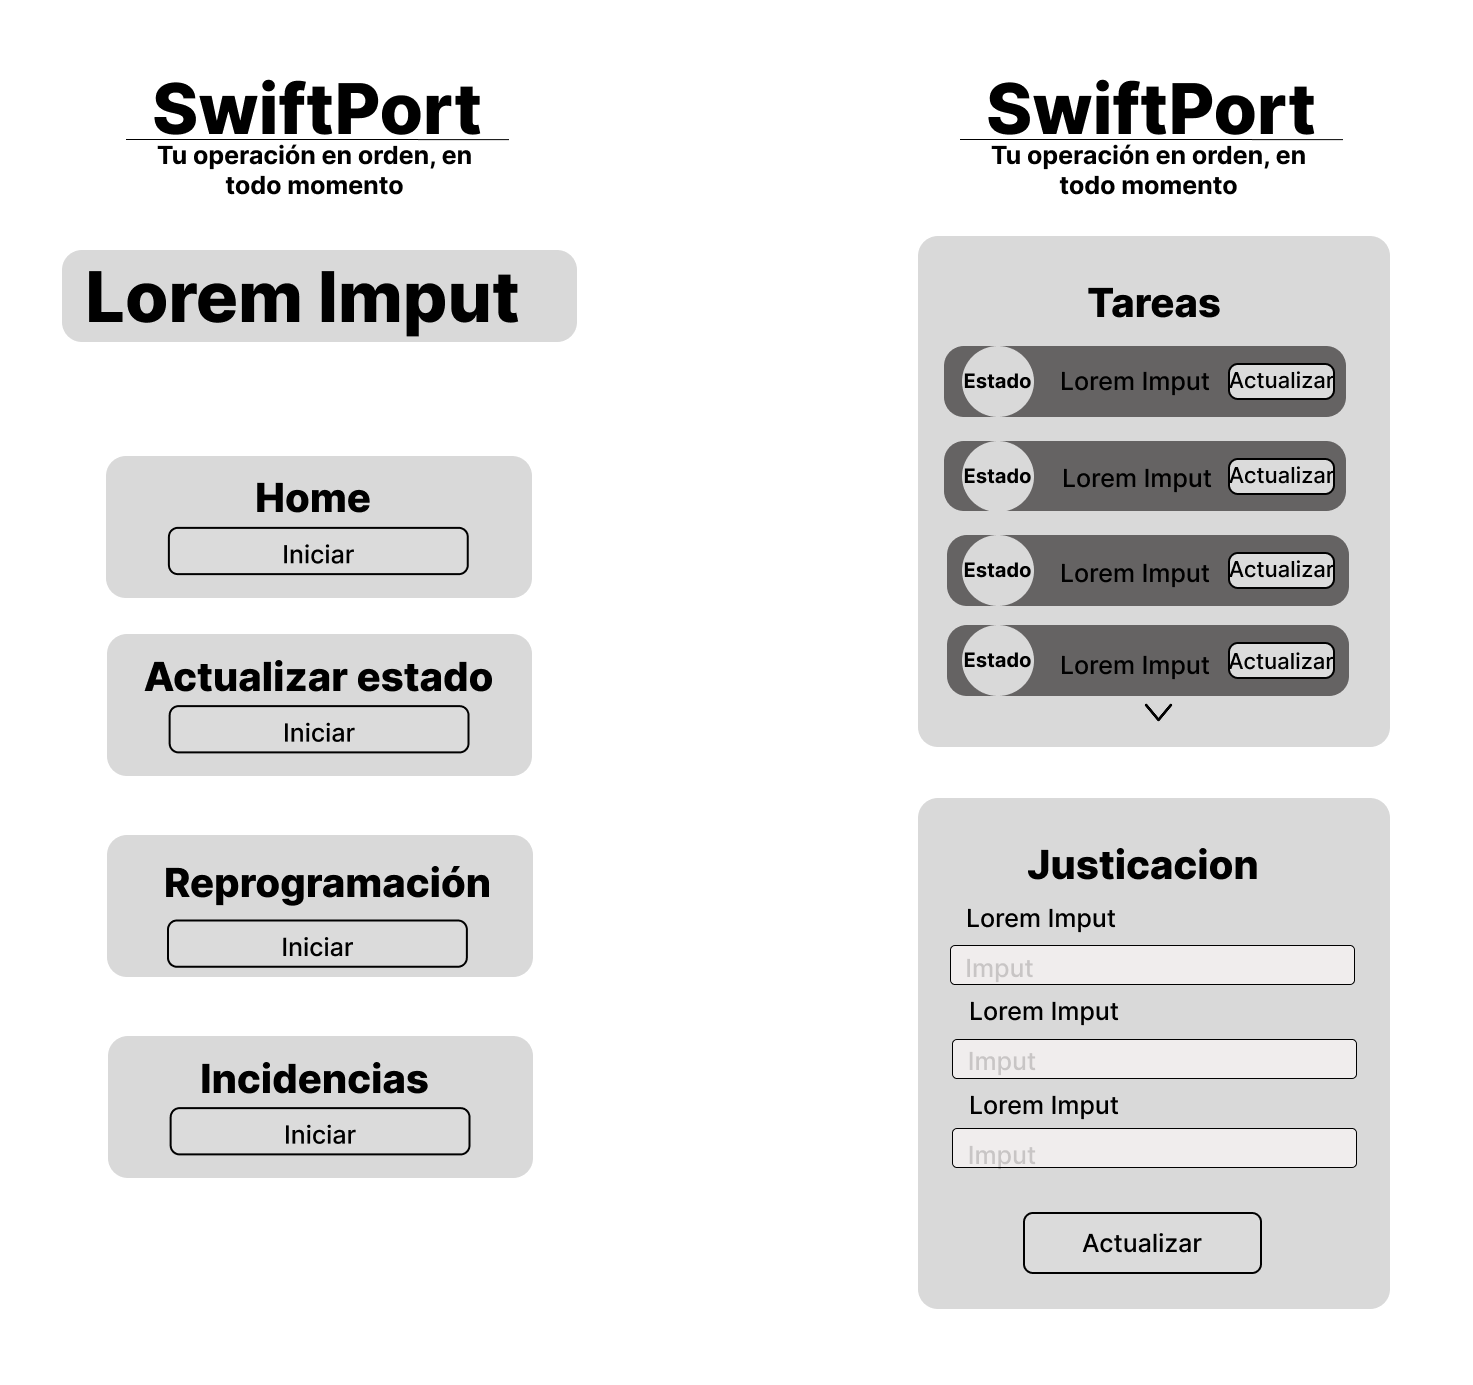 SwiftPort
Tu operación en orden, en
todo momento
Lorem Imput
Home
Iniciar
Actualizar estado
Iniciar
Reprogramación
Iniciar
Incidencias
Iniciar
SwiftPort
Tu operación en orden, en
todo momento
Tareas
Estado Lorem Imput Actualizar
Estado Lorem Imput Actualizar
Estado Lorem Imput Actualizar
Estado Lorem Imput Actualizar
Justicacion
Lorem Imput
Imput
Lorem Imput
Imput
Lorem Imput
Imput
Actualizar